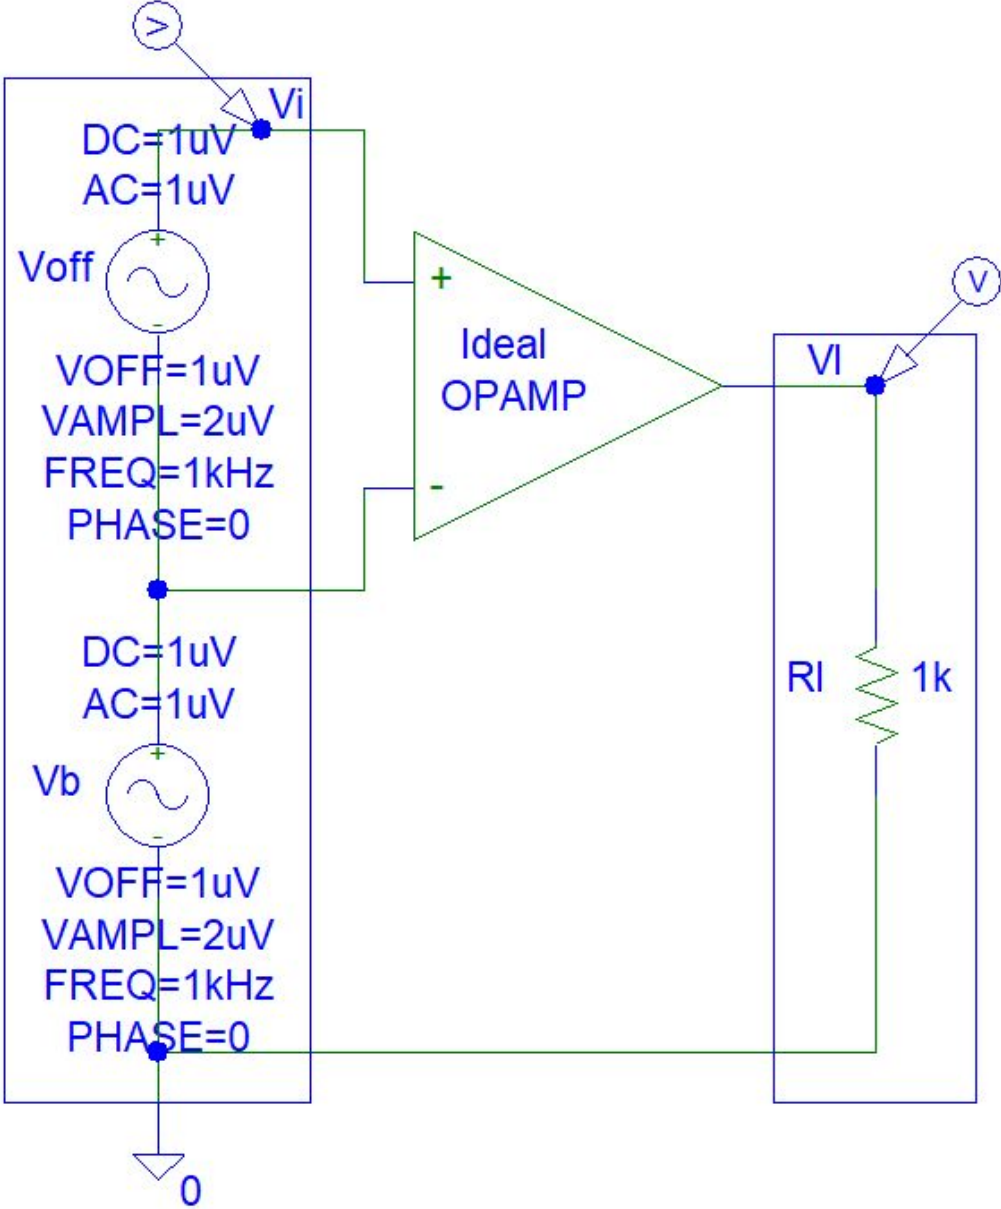 V
Vi
DC=1uV
AC=1uV
+
Voff
-
VOFF=1uV
VAMPL=2uV
FREQ=1kHz
PHASE=0
+
Ideal
OPAMP
-
V
Vl
DC=1uV
AC=1uV
+
Vb
-
VOFF=1uV
VAMPL=2uV
FREQ=1kHz
PHASE=0
Rl 1k
0